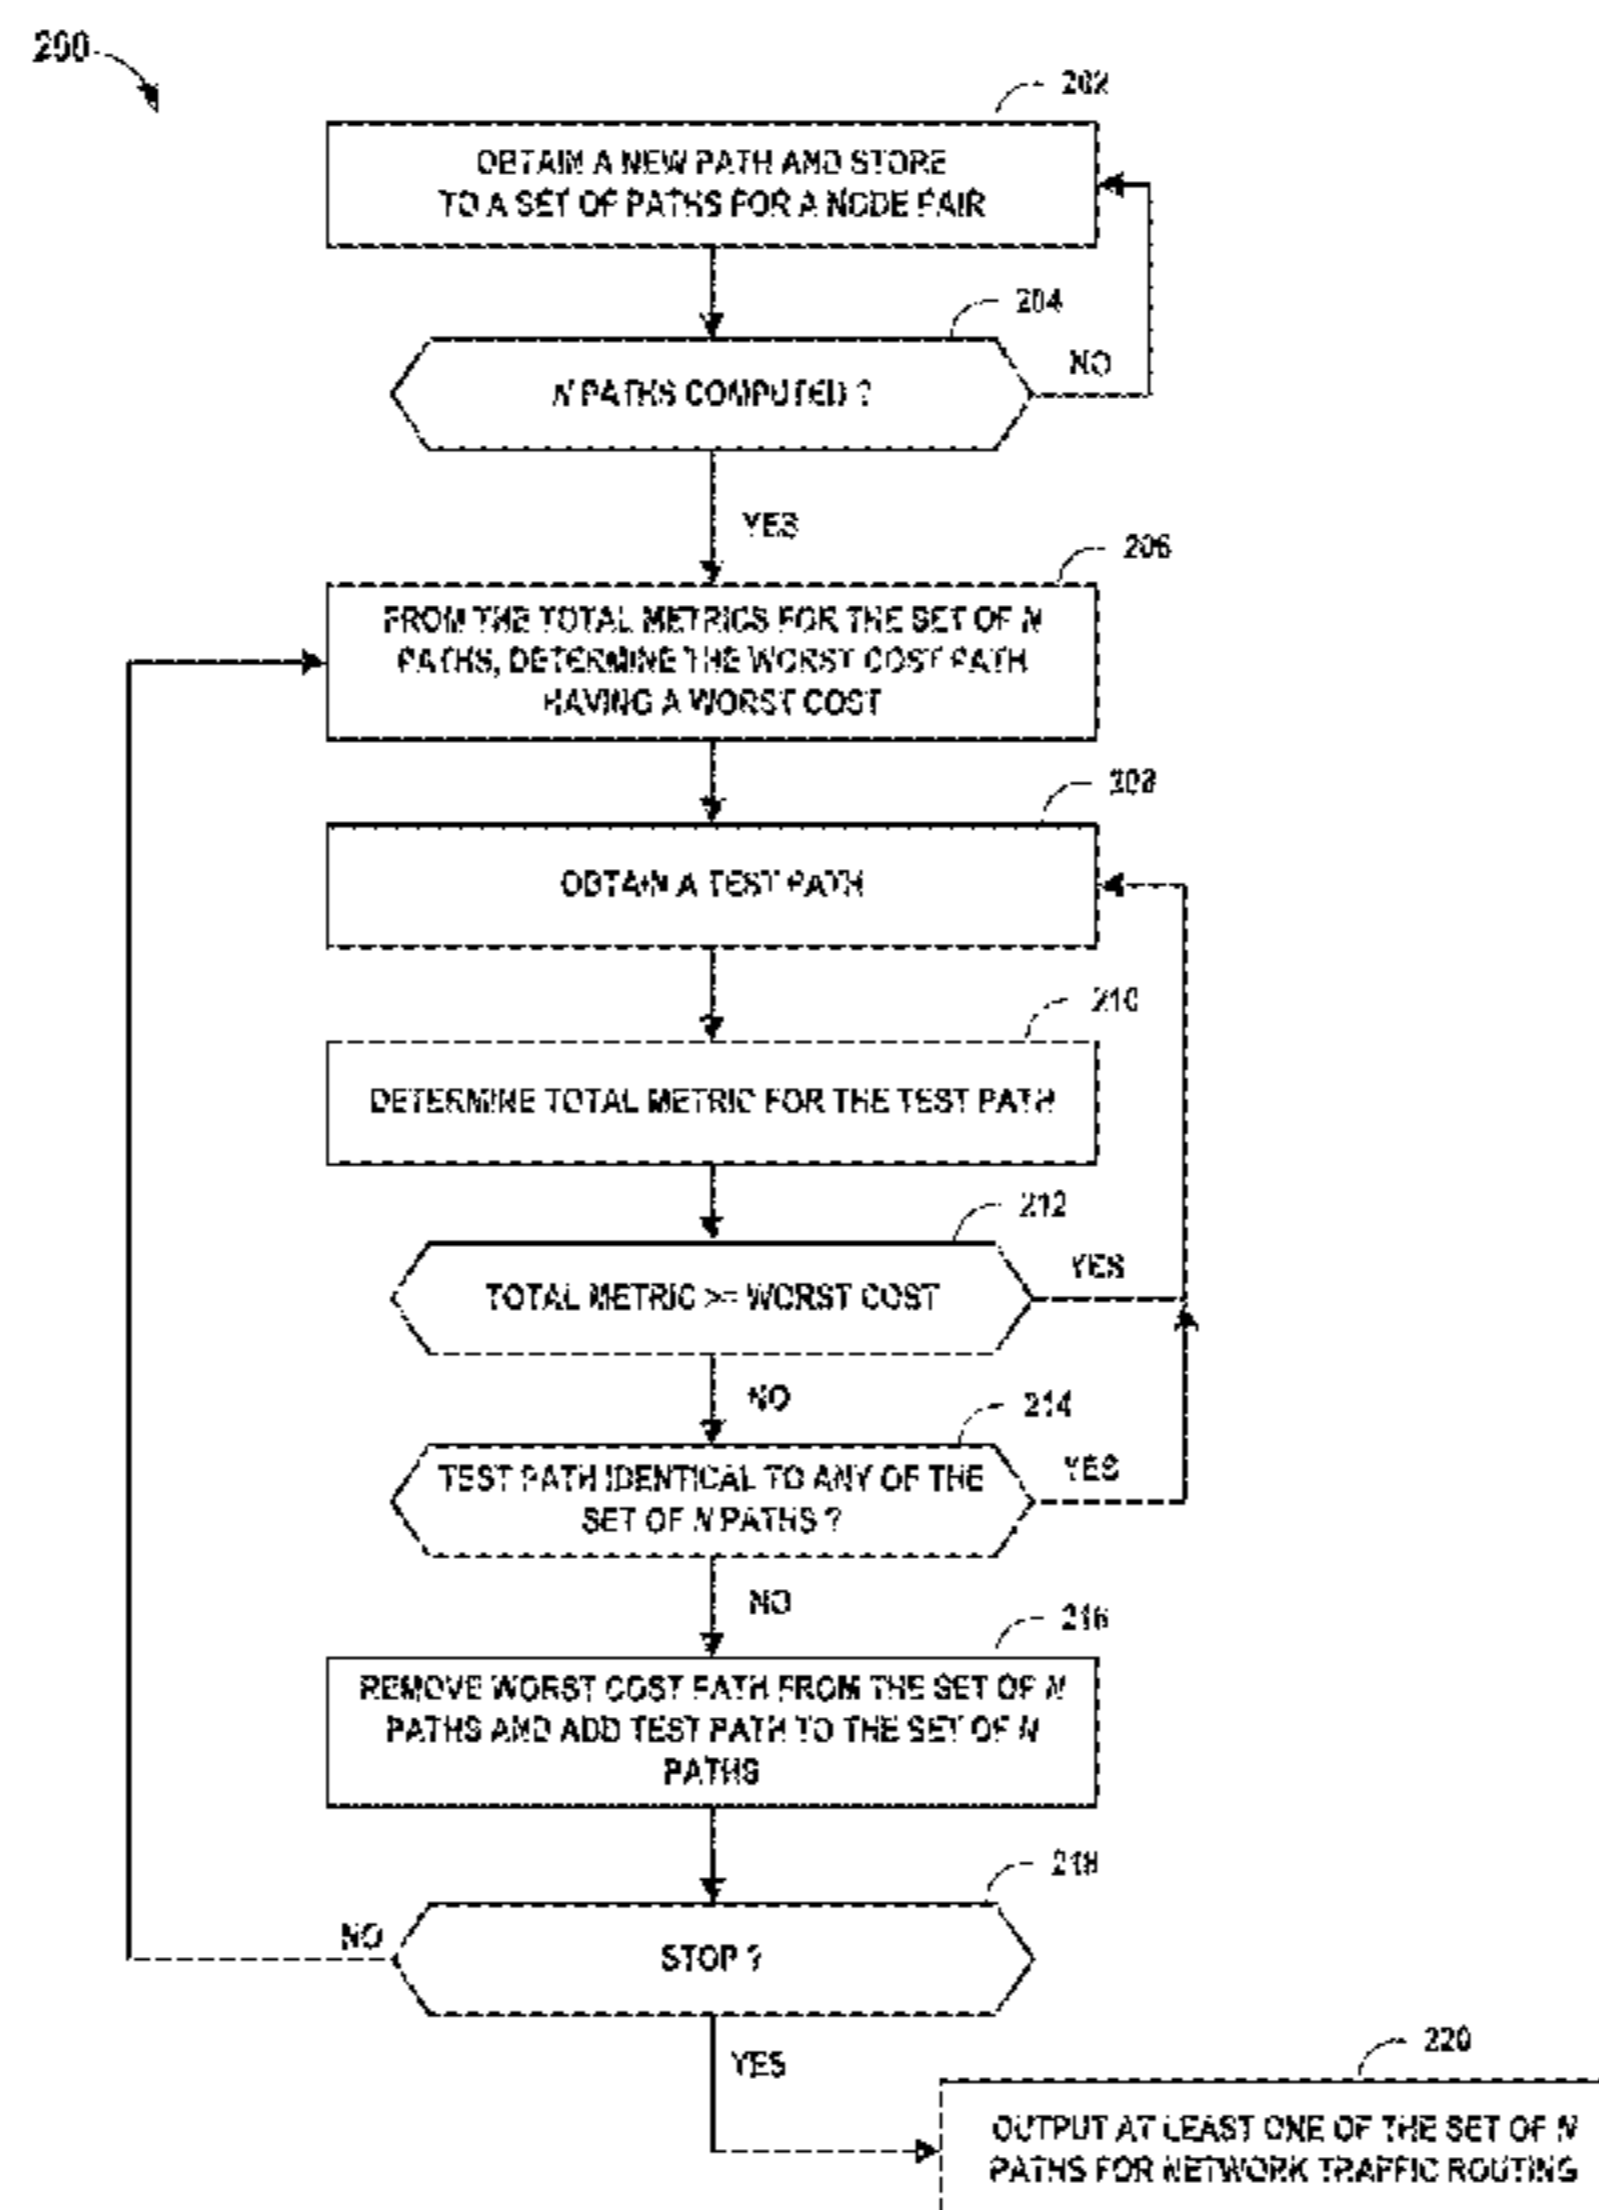 200
202
OBTAIN A NEW PATH AND STORE
TO A SET OF PATHS FOR A NODE PAIR
204
N PATHS COMPUTED ?
NO
YES
206
FROM THE TOTAL METRICS FOR THE SET OF N
PATHS, DETERMINE THE WORST COST PATH
HAVING A WORST COST
208
OBTAIN A TEST PATH
210
DETERMINE TOTAL METRIC FOR THE TEST PATH
212
TOTAL METRIC >= WORST COST
YES
NO
214
TEST PATH IDENTICAL TO ANY OF THE
SET OF N PATHS ?
YES
NO
216
REMOVE WORST COST PATH FROM THE SET OF N
PATHS AND ADD TEST PATH TO THE SET OF N
PATHS
218
STOP ?
NO
YES
220
OUTPUT AT LEAST ONE OF THE SET OF N
PATHS FOR NETWORK TRAFFIC ROUTING